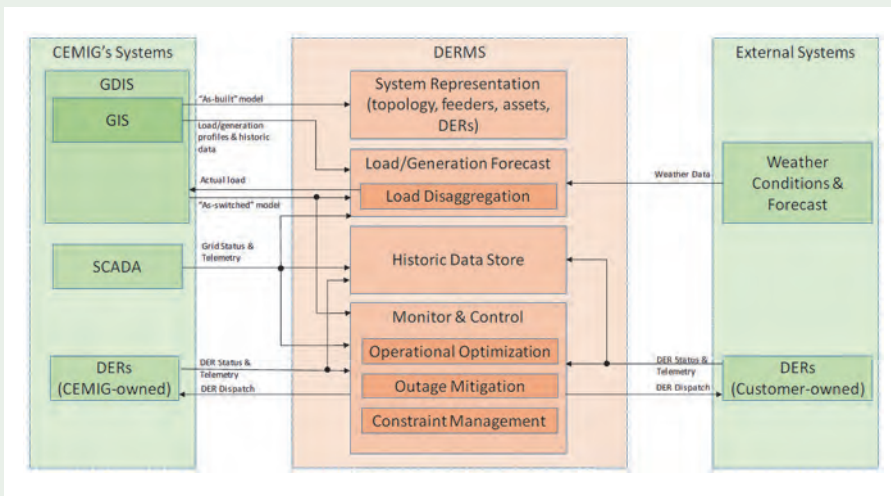 CEMIG's Systems
GDIS
GIS
SCADA
DERs
(CEMIG-owned)
"As-built" model
Load/generation
profiles & historic
data
Actual load
"As-switched" model
Grid Status &
Telemetry
DER Status &
Telemetry
DER Dispatch
DERMS
System Representation
(topology, feeders, assets,
DERs)
Load/Generation Forecast
Load Disaggregation
Historic Data Store
Monitor & Control
Operational Optimization
Outage Mitigation
Constraint Management
Weather Data
DER Status &
Telemetry
DER Dispatch
External Systems
Weather
Conditions &
Forecast
DERs
(Customer-owned)